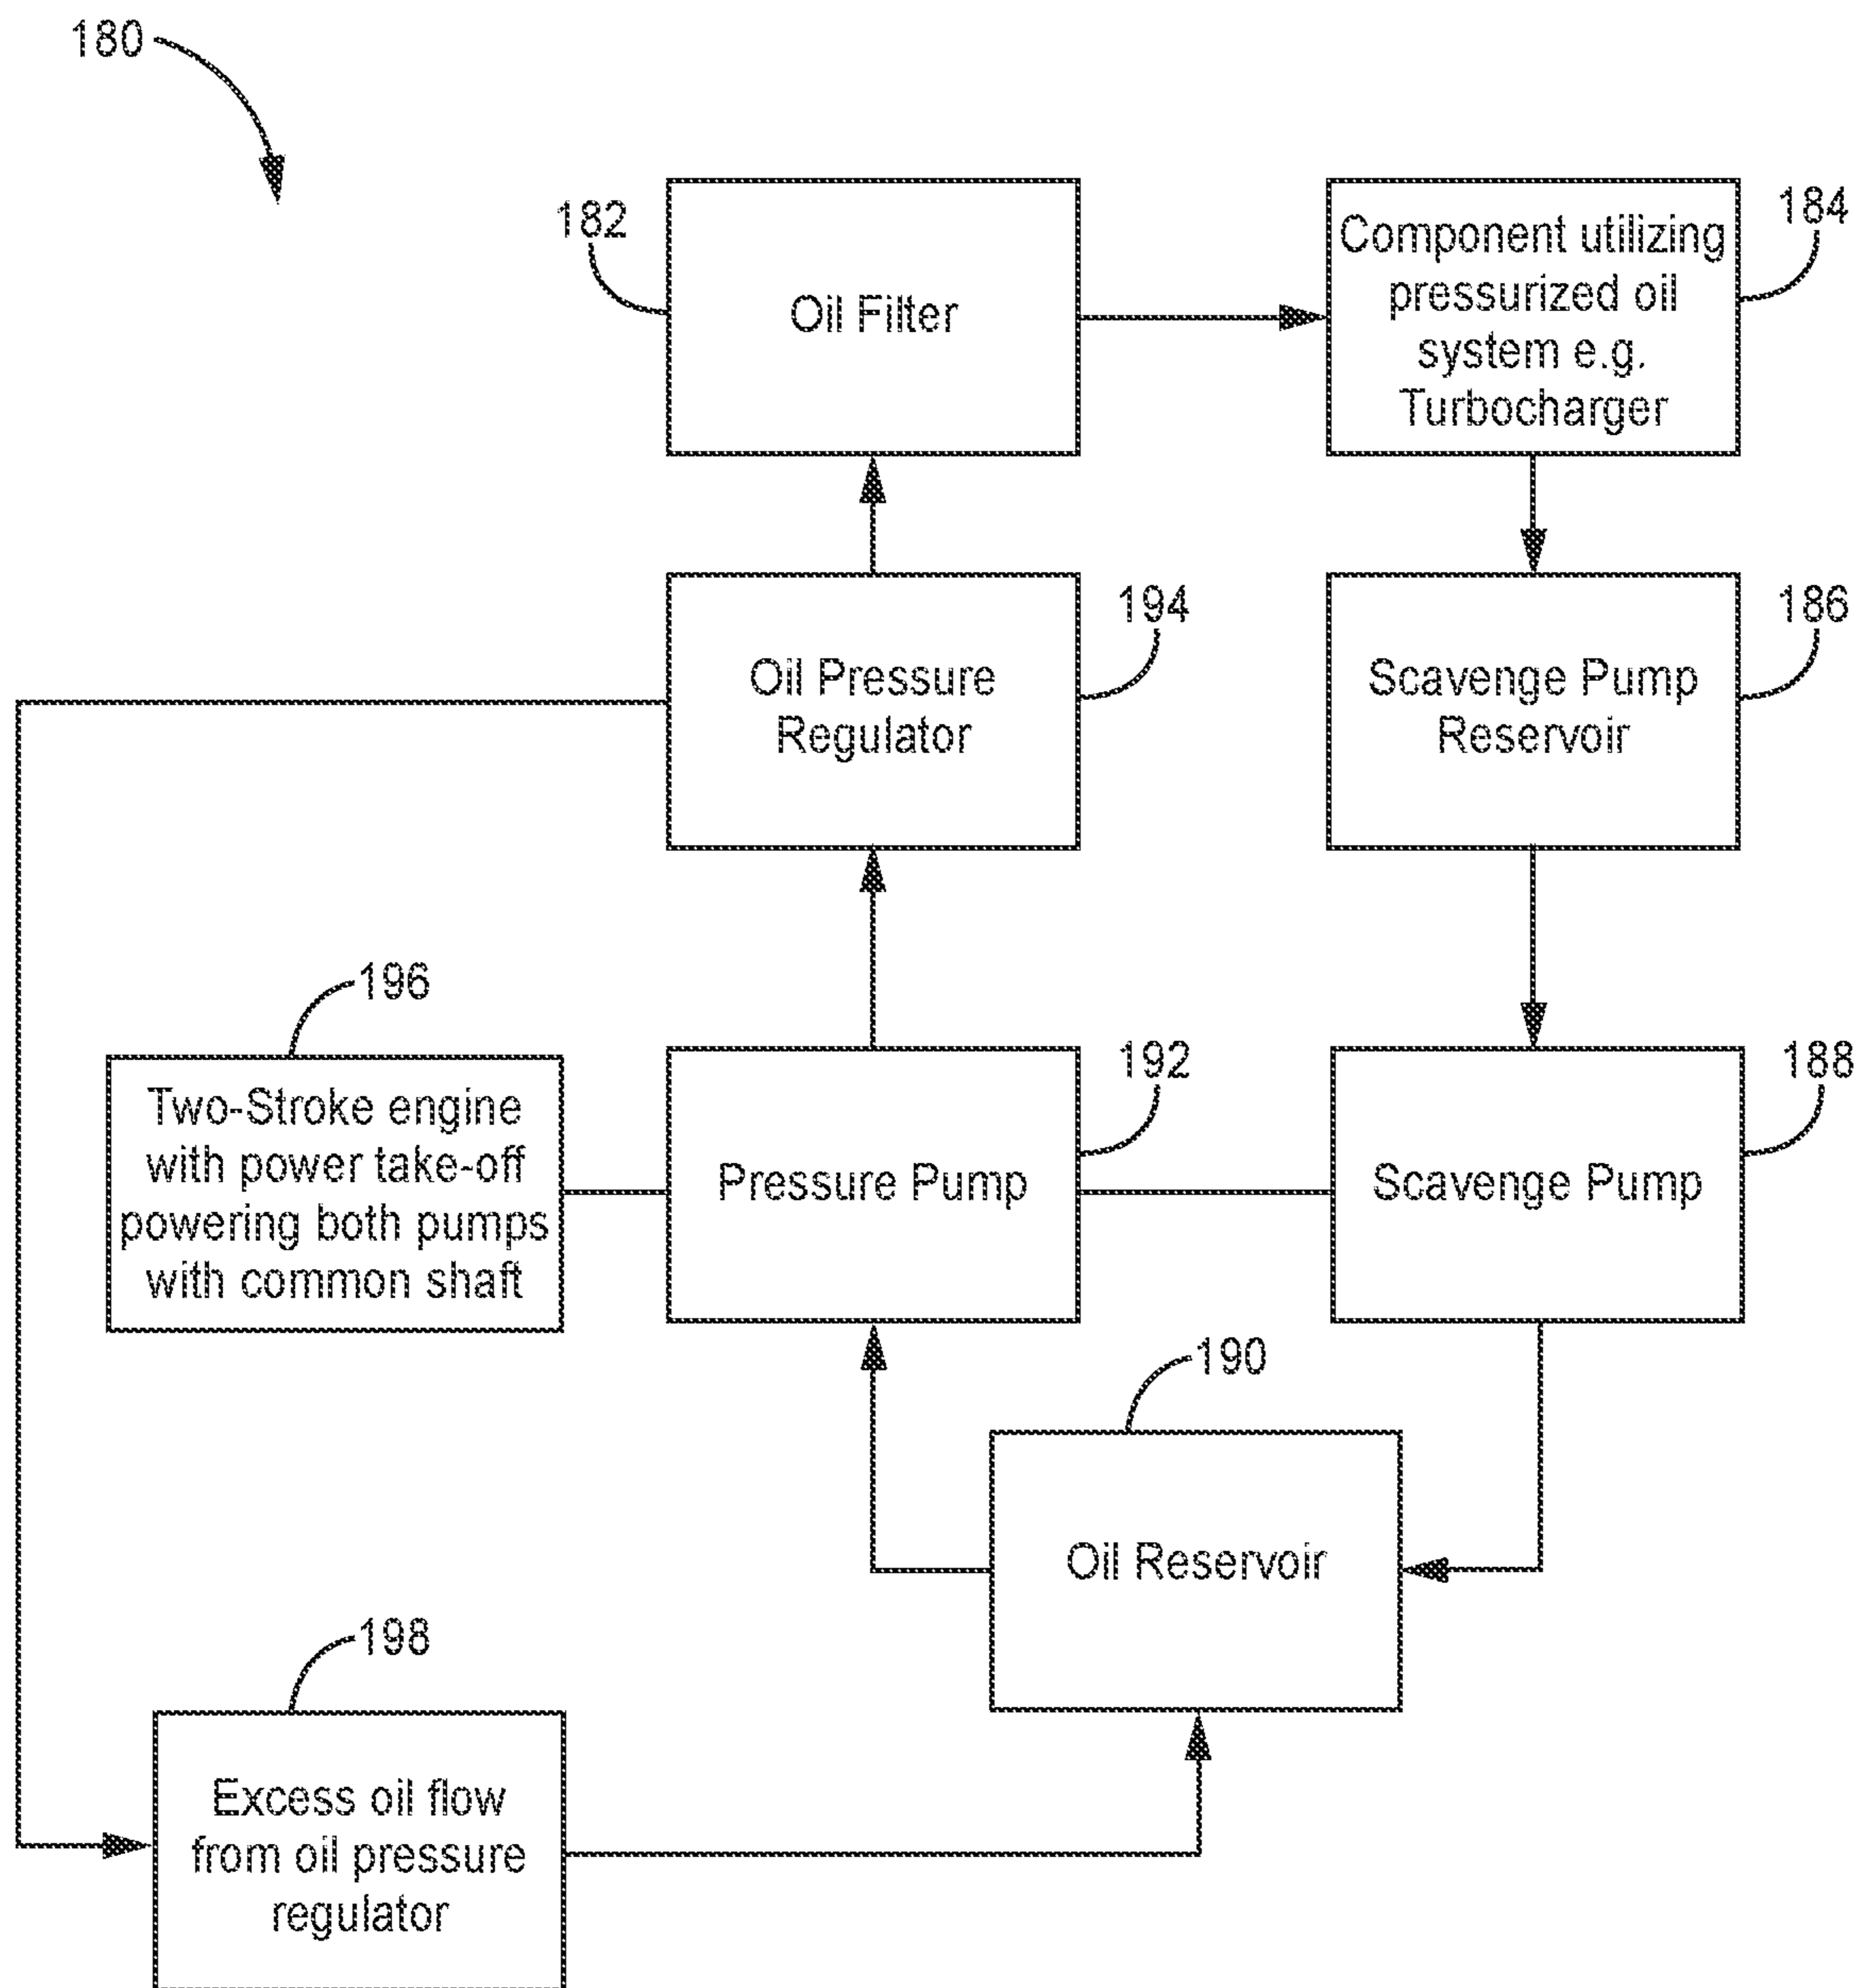 180
182
Oil Filter
184
Component utilizing
pressurized oil
system e.g.
Turbocharger
194
Oil Pressure
Regulator
186
Scavenge Pump
Reservoir
196
Two-Stroke engine
with power take-off
powering both pumps
with common shaft
192
Pressure Pump
188
Scavenge Pump
190
Oil Reservoir
198
Excess oil flow
from oil pressure
regulator